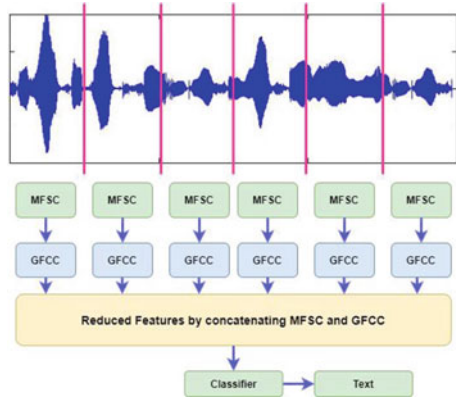 MFSC MFSC MFSC MFSC MFSC MFSC
GFCC GFCC GFCC GFCC GFCC GFCC
Reduced Features by concatenating MFSC and GFCC
Classifier Text